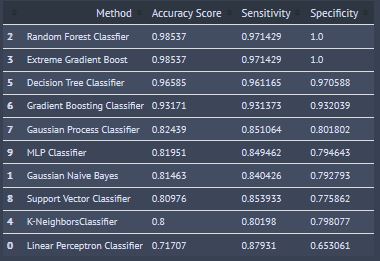 Method Accuracy Score Sensitivity Specificity
2 Random Forest Classfier 0.98537 0.971429 1.0
3 Extreme Gradient Boost 0.98537 0.971429 1.0
5 Decision Tree Classifier 0.96585 0.961165 0.970588
6 Gradient Boosting Classifier 0.93171 0.931373 0.932039
7 Gaussian Process Classifier 0.82439 0.851064 0.801802
9 MLP Classifier 0.81951 0.849462 0.794643
1 Gaussian Naive Bayes 0.81463 0.840426 0.792793
8 Support Vector Classifier 0.80976 0.853933 0.775862
4 K-NeighborsClassifier 0.8 0.80198 0.798077
0 Linear Perceptron Classifier 0.71707 0.87931 0.653061